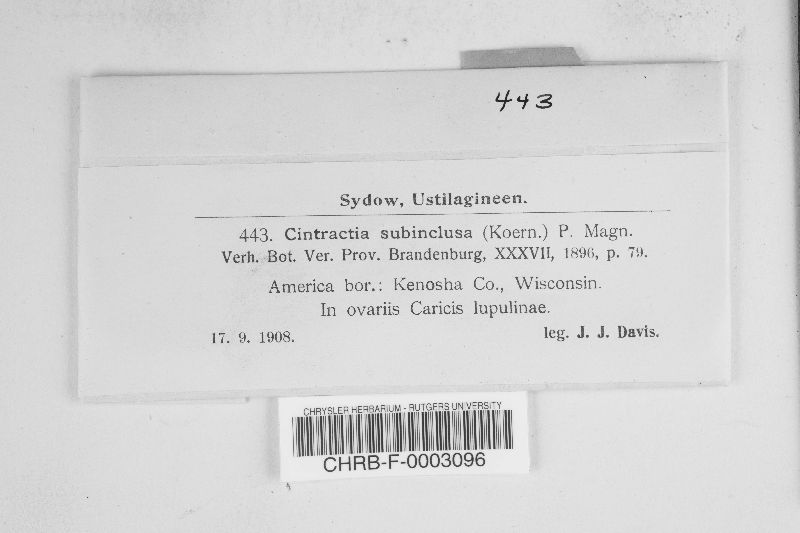 443
Sydow, Ustilagineen.
443. Cintractia subinclusa (Koern.) P. Magn.
Verh. Bot. Ver. Prov. Brandenburg, XXXVII, 1896, p. 79.
America bor.: Kenosha Co., Wisconsin.
In ovariis Caricis lupulinae.
17. 9. 1908. leg. J. J. Davis.
CHRYSLER HERBARIUM - RUTGERS UNIVERSITY
CHRB-F-0003096